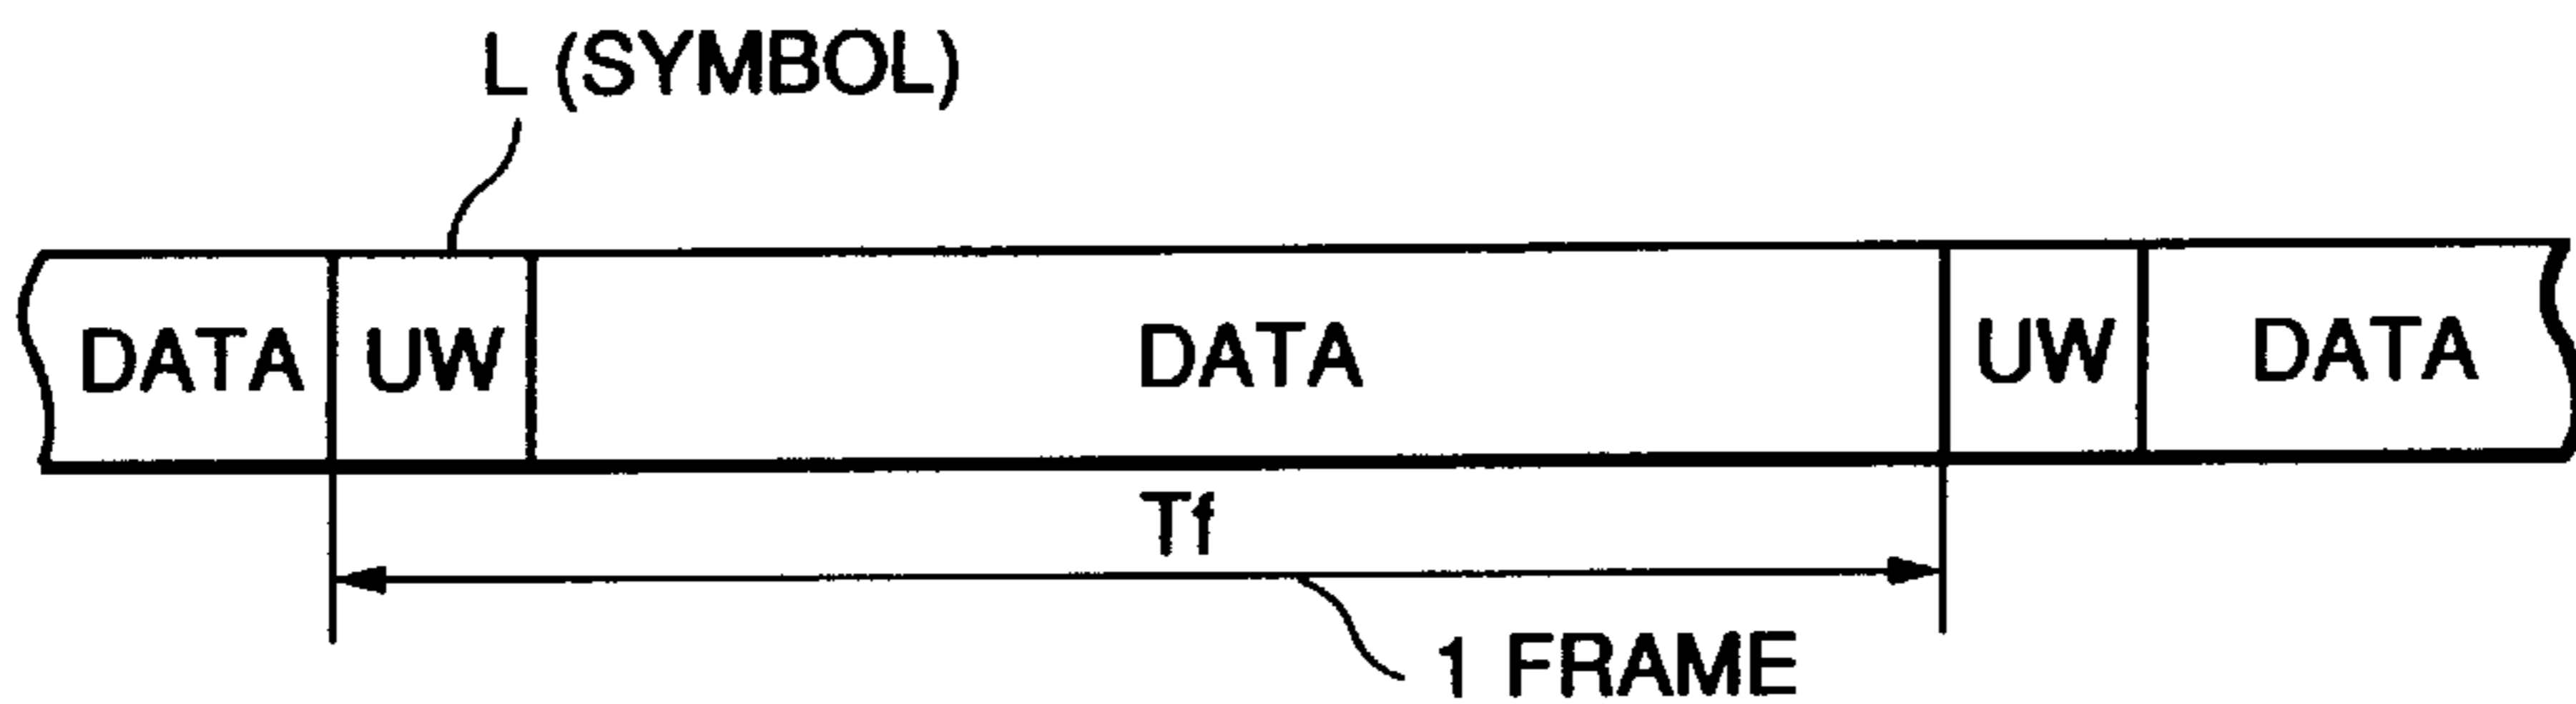 L (SYMBOL)
DATA UW DATA UW DATA
Tf
1 FRAME